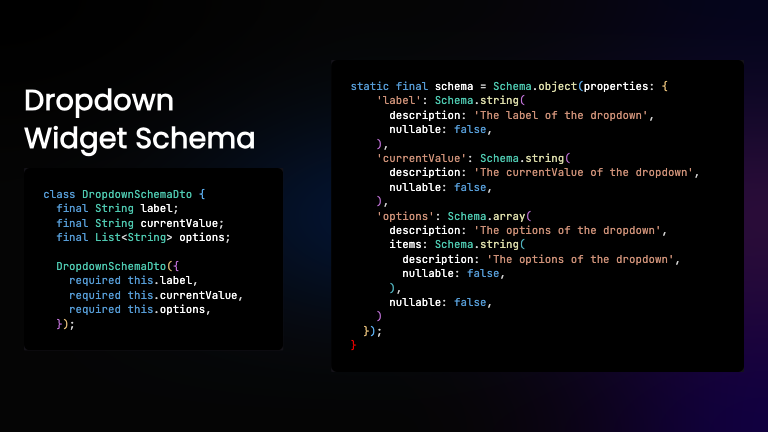 Dropdown
Widget Schema
class DropdownSchemaDto {
  final String label;
  final String currentValue;
  final List<String> options;

  DropdownSchemaDto({
    required this.label,
    required this.currentValue,
    required this.options,
  });
static final schema = Schema.object(properties: {
    'label': Schema.string(
      description: 'The label of the dropdown',
      nullable: false,
    ),
    'currentValue': Schema.string(
      description: 'The currentValue of the dropdown',
      nullable: false,
    ),
    'options': Schema.array(
      description: 'The options of the dropdown',
      items: Schema.string(
        description: 'The options of the dropdown',
        nullable: false,
      ),
      nullable: false,
    )
  });
}